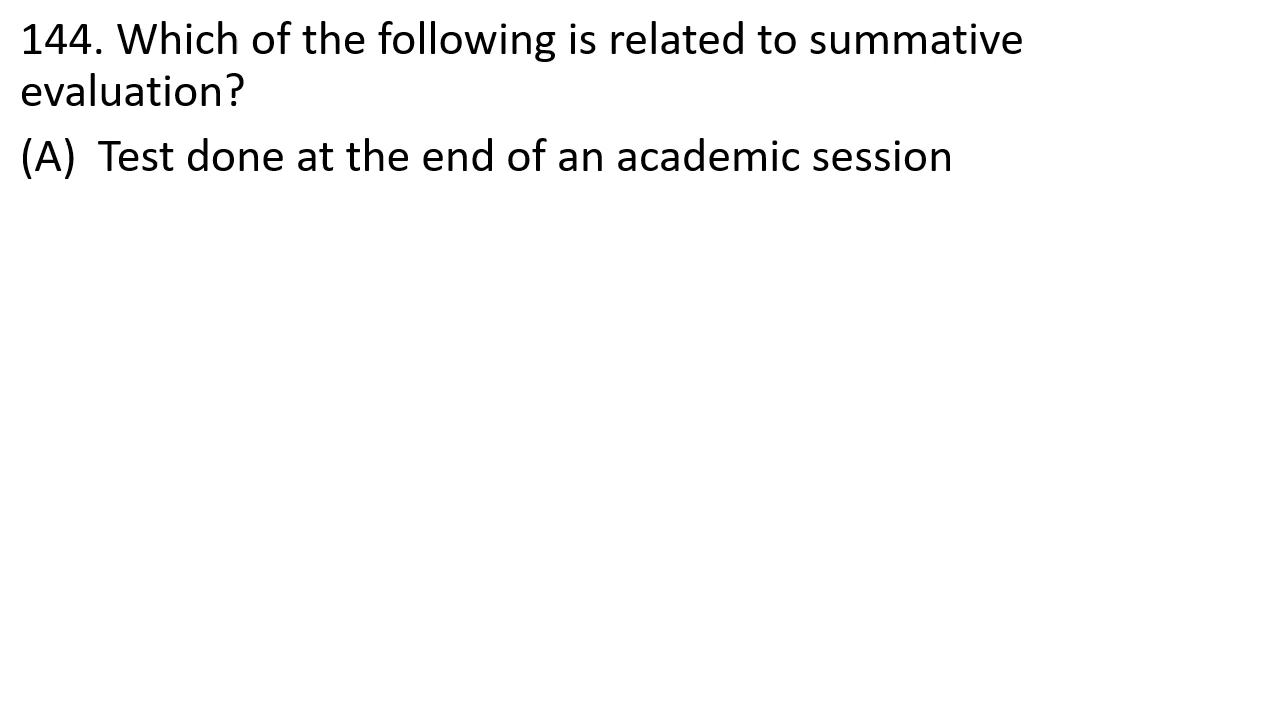 144. Which of the following is related to summative
evaluation?
(A) Test done at the end of an academic session